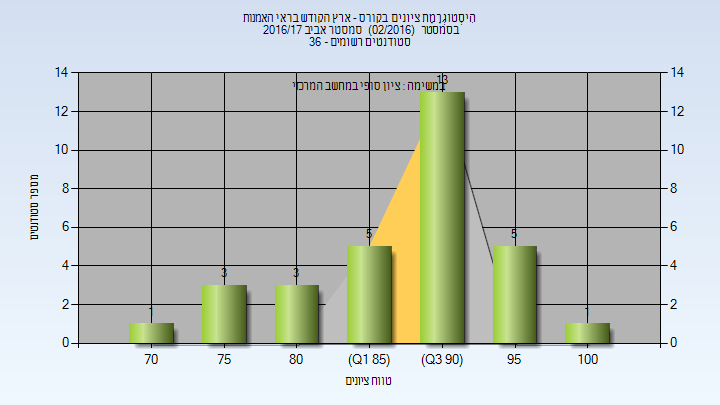 היסטוגרמת ציונים בקורס - ארץ הקודש בראי האמנות
בסמסטר (02/2016) סמסטר אביב 2016/17
סטודנטים רשומים - 36
במשימה : ציון סופי במחשב המרכזי
14 14
12 12
10 10
8 8
6 6
4 4
2 2
0 0
1 3 3 5 13 5 1
מספר סטודנטים
70 75 80 (Q1 85) (Q3 90) 95 100
טווח ציונים